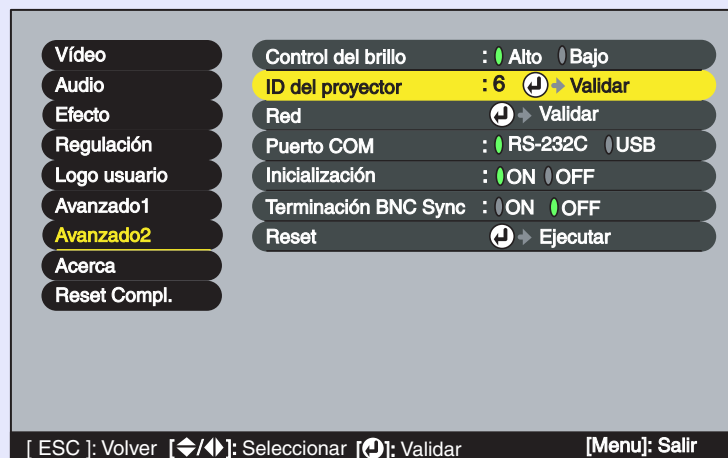 Vídeo
Audio
Efecto
Regulación
Logo usuario
Avanzado1
Avanzado2
Acerca
Reset Compl.
Control del brillo : Alto Bajo
ID del proyector : 6 Validar
Red Validar
Puerto COM : RS-232C USB
Inicialización : ON OFF
Terminación BNC Sync : ON OFF
Reset Ejecutar
[ ESC ]: Volver [ / ]: Seleccionar [ ]: Validar [Menu]: Salir